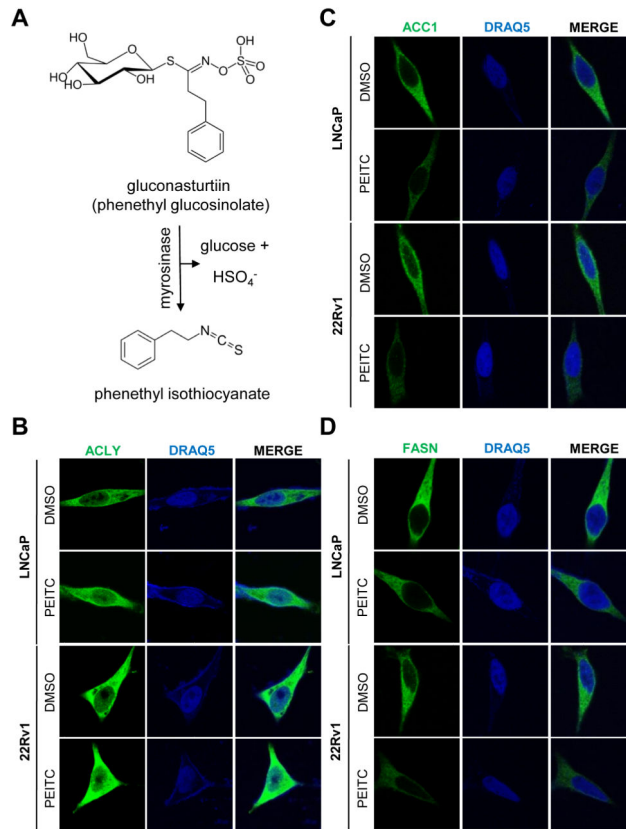 A
HO
HO
HO
OH
O
S
N
O
OH
S
O
O
gluconasturtiin
(phenethyl glucosinolate)
myrosinase
glucose +
HSO₄⁻
N
C
S
phenethyl isothiocyanate
B
ACLY DRAQ5 MERGE
LNCaP
DMSO
PEITC
22Rv1
DMSO
PEITC
C
ACC1 DRAQ5 MERGE
LNCaP
DMSO
PEITC
22Rv1
DMSO
PEITC
D
FASN DRAQ5 MERGE
LNCaP
DMSO
PEITC
22Rv1
DMSO
PEITC